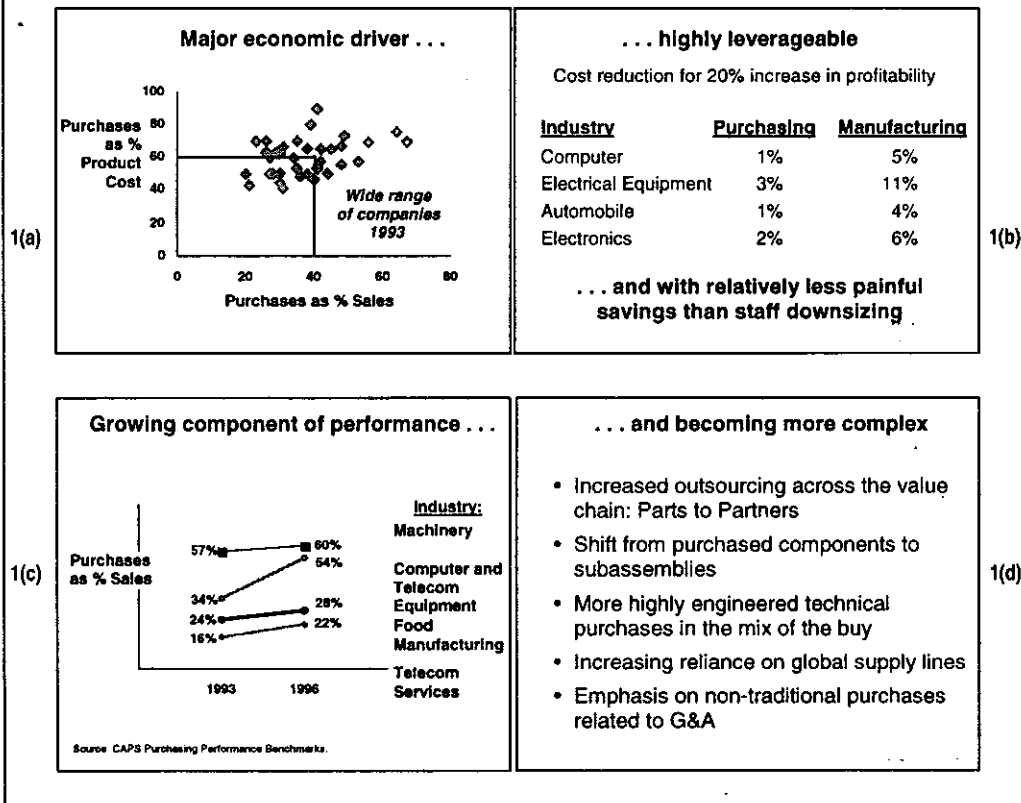 1(a)
Major economic driver . . .
Purchases
as %
Product
Cost
100
80
60
40
20
0
0 20 40 60 80
Purchases as % Sales
Wide range
of companies
1993
. . . highly leverageable
Cost reduction for 20% increase in profitability
Industry Purchasing Manufacturing
Computer 1% 5%
Electrical Equipment 3% 11%
Automobile 1% 4%
Electronics 2% 6%
. . . and with relatively less painful
savings than staff downsizing
1(b)
1(c)
Growing component of performance . . .
Purchases
as % Sales
57% 60%
54%
34%
24% 28%
16% 22%
1993 1996
Industry:
Machinery
Computer and
Telecom
Equipment
Food
Manufacturing
Telecom
Services
Source CAPS Purchasing Performance Benchmarks.
. . . and becoming more complex
• Increased outsourcing across the value
chain: Parts to Partners
• Shift from purchased components to
subassemblies
• More highly engineered technical
purchases in the mix of the buy
• Increasing reliance on global supply lines
• Emphasis on non-traditional purchases
related to G&A
1(d)